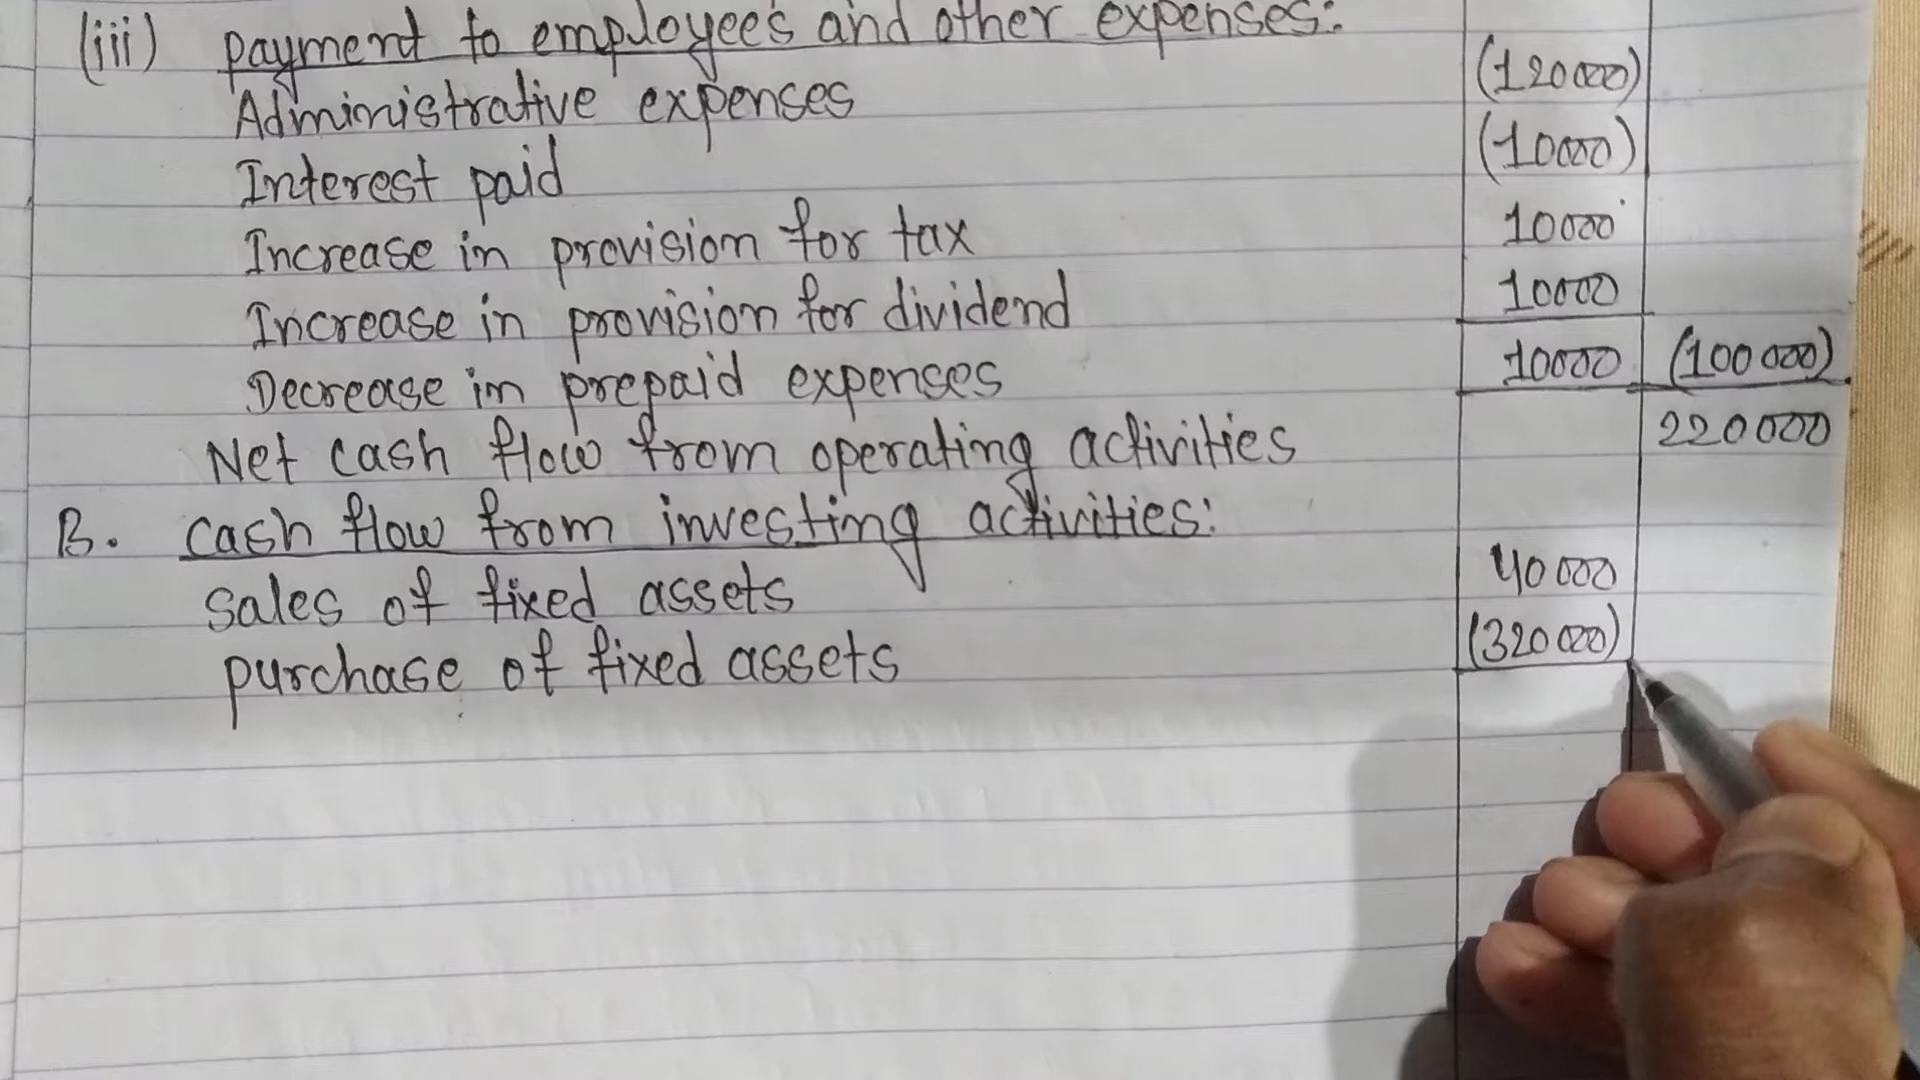 (iii) payment to employees and other expenses:
Administrative expenses (120000)
Interest paid (10000)
Increase in provision for tax 10000
Increase in provision for dividend 10000
Decrease in prepaid expenses 10000 (100000)
Net cash flow from operating activities 220000
B. cash flow from investing activities:
sales of fixed assets 40000
purchase of fixed assets (320000)